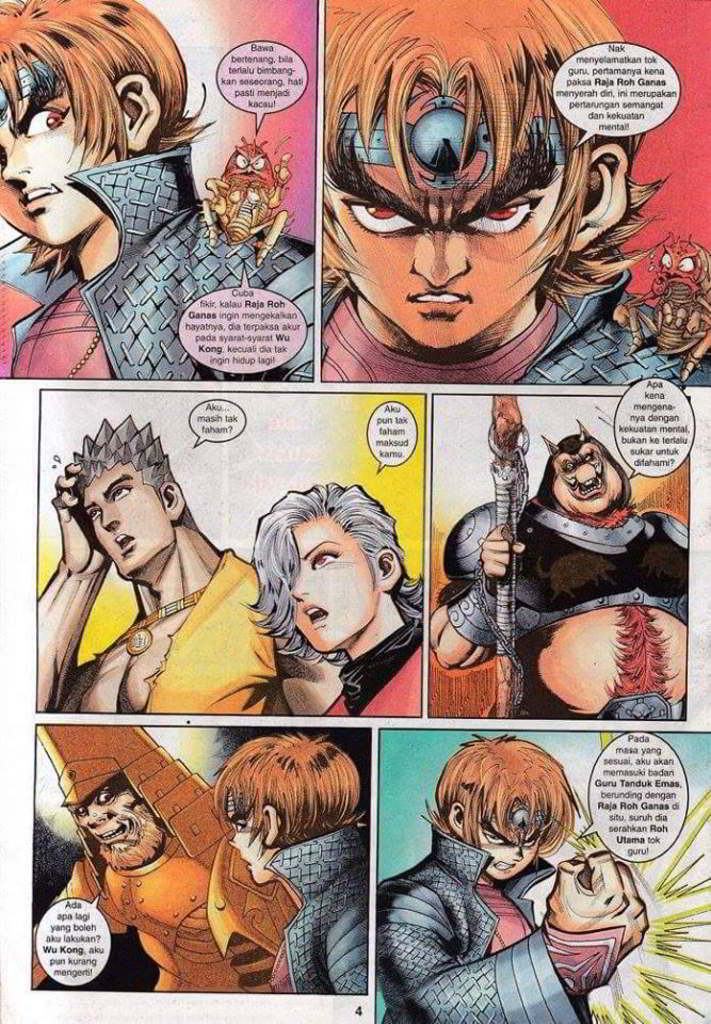 Bawa
bertenang, bila
terlalu bimbang-
kan seseorang, hati
pasti menjadi
kacau!
Cuba
fikir, kalau Raja Roh
Ganas ingin
mengekalkan
hayatnya, dia terpaksa akur
pada syarat-syarat Wu
Kong, kecuali dia tak
ingin hidup lagi!
Nak
menyelamatkan tok
guru, pertamanya kena
paksa Raja Roh Ganas
menyerah diri, ini merupakan
pertarungan semangat
dan kekuatan
mental!
Aku...
masih tak
faham?
Aku
pun tak
faham
maksud
kamu?
Apa
kena
mengena-
nya dengan
kekuatan mental,
bukan ke terlalu
sukar untuk
difahami?
Ada
apa lagi
yang boleh
aku lakukan?
Wu Kong, aku
pun kurang
mengerti!
Pada
masa yang
sesuai, aku akan
memasuki badan
Guru Tanduk Emas,
berunding dengan
Raja Roh Ganas di
situ, suruh dia
serahkan Roh
Utama tok
guru!
4